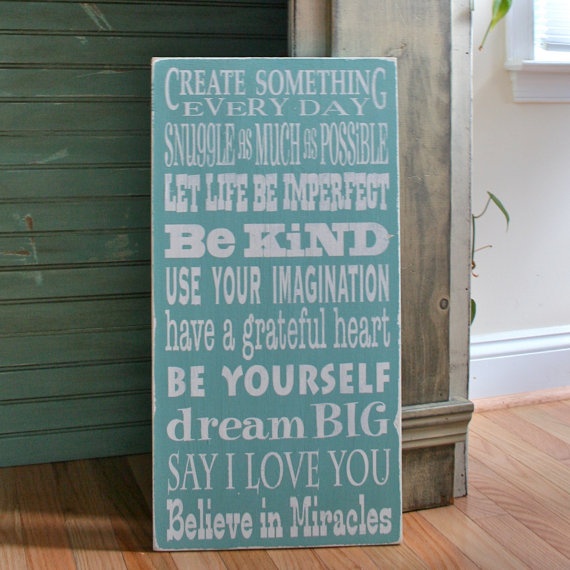 CREATE SOMETHING
EVERY DAY
SNUGGLE AS MUCH AS POSSIBLE
LET LIFE BE IMPERFECT
Be KiND
USE YOUR IMAGINATION
have a grateful heart
BE YOURSELF
dream BIG
SAY I LOVE YOU
Believe in Miracles